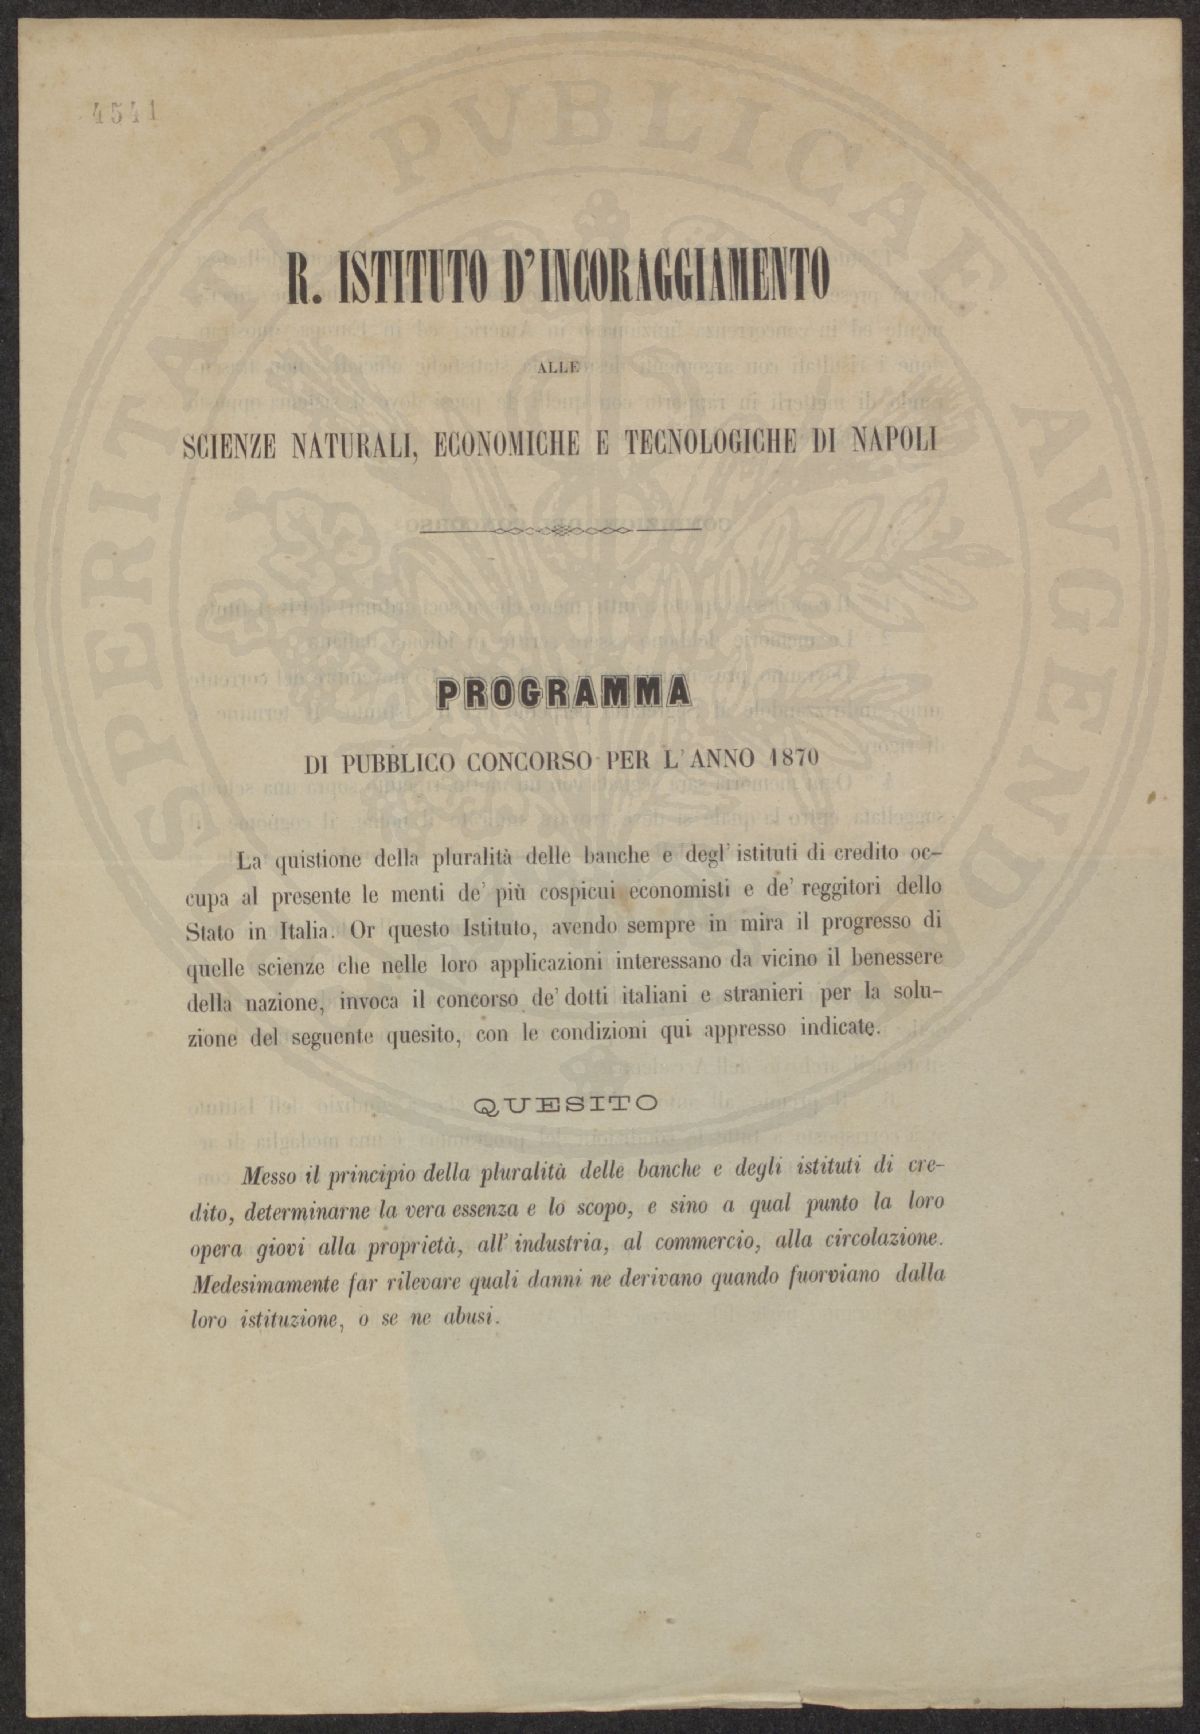 4541
R. ISTITUTO D'INCORAGGIAMENTO
ALLE
SCIENZE NATURALI, ECONOMICHE E TECNOLOGICHE DI NAPOLI
PROGRAMMA
DI PUBBLICO CONCORSO PER L'ANNO 1870
La quistione della pluralità delle banche e degl'istituti di credito oc-
cupa al presente le menti de' più cospicui economisti e de' reggitori dello
Stato in Italia. Or questo Istituto, avendo sempre in mira il progresso di
quelle scienze che nelle loro applicazioni interessano da vicino il benessere
della nazione, invoca il concorso de' dotti italiani e stranieri per la solu-
zione del seguente quesito, con le condizioni qui appresso indicate.
QUESITO
Messo il principio della pluralità delle banche e degli istituti di cre-
dito, determinarne la vera essenza e lo scopo, e sino a qual punto la loro
opera giovi alla proprietà, all'industria, al commercio, alla circolazione.
Medesimamente far rilevare quali danni ne derivano quando fuorviano dalla
loro istituzione, o se ne abusi.